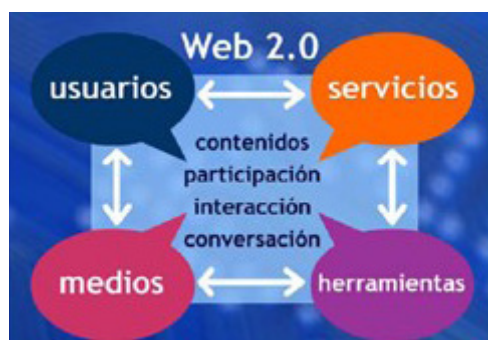 Web 2.0
usuarios
servicios
contenidos
participación
interacción
conversación
medios
herramientas